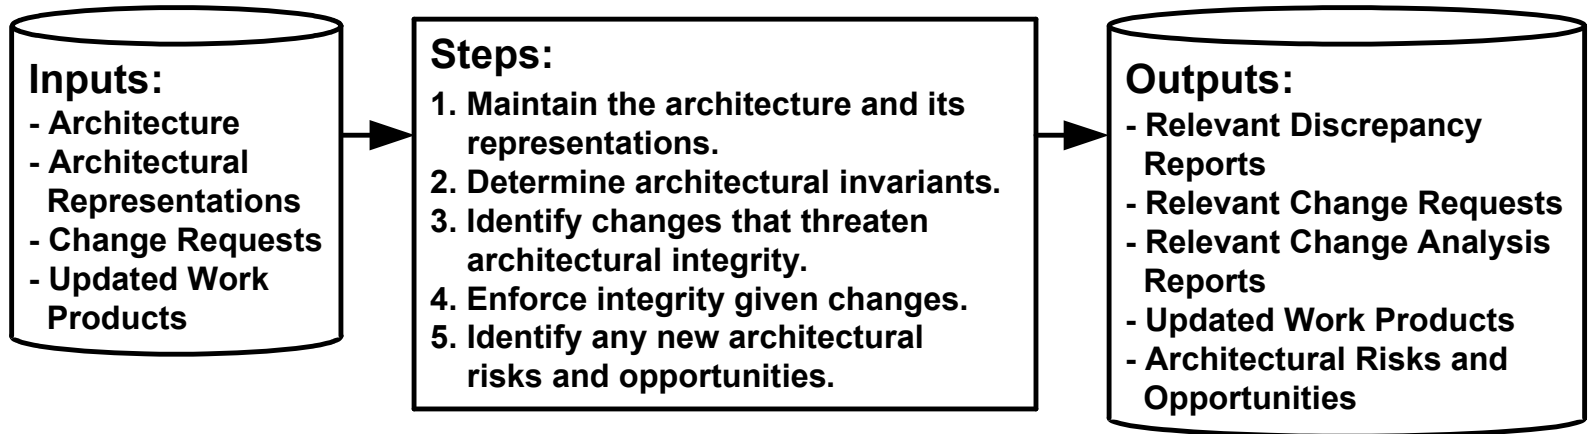 Inputs:
- Architecture
- Architectural
Representations
- Change Requests
- Updated Work
Products
Steps:
1. Maintain the architecture and its
representations.
2. Determine architectural invariants.
3. Identify changes that threaten
architectural integrity.
4. Enforce integrity given changes.
5. Identify any new architectural
risks and opportunities.
Outputs:
- Relevant Discrepancy
Reports
- Relevant Change Requests
- Relevant Change Analysis
Reports
- Updated Work Products
- Architectural Risks and
Opportunities